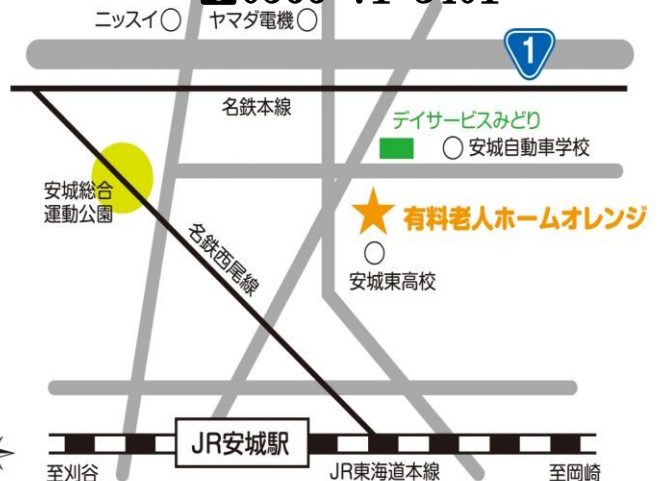 ニッスイ
ヤマダ電機
1
名鉄本線
デイサービスみどり
安城自動車学校
安城総合
運動公園
有料老人ホームオレンジ
名鉄西尾線
安城東高校
JR安城駅
至刈谷
JR東海道本線
至岡崎